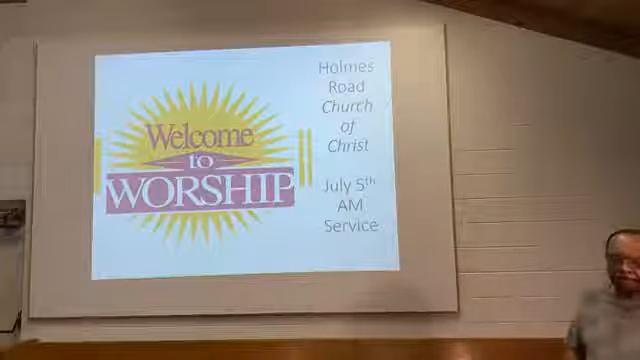 Welcome
to
WORSHIP
Holmes
Road
Church
of
Christ
July 5th
AM
Service